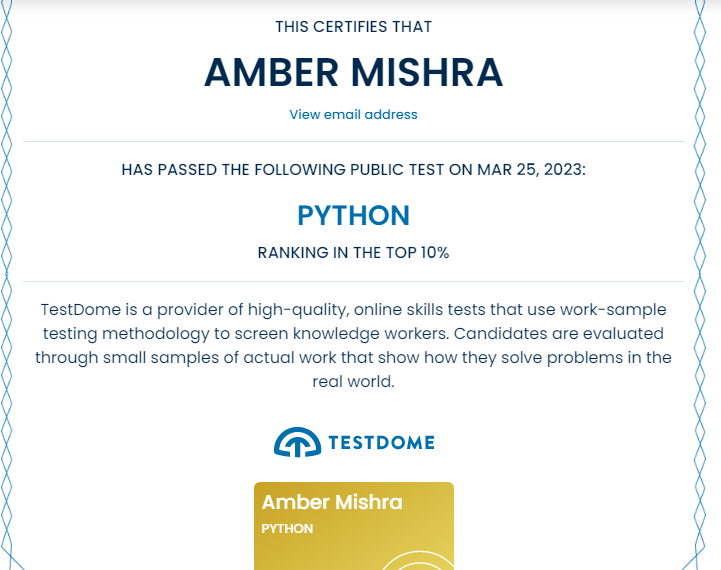 THIS CERTIFIES THAT
AMBER MISHRA
View email address
HAS PASSED THE FOLLOWING PUBLIC TEST ON MAR 25, 2023:
PYTHON
RANKING IN THE TOP 10%
TestDome is a provider of high-quality, online skills tests that use work-sample
testing methodology to screen knowledge workers. Candidates are evaluated
through small samples of actual work that show how they solve problems in the
real world.
TESTDOME
Amber Mishra
PYTHON